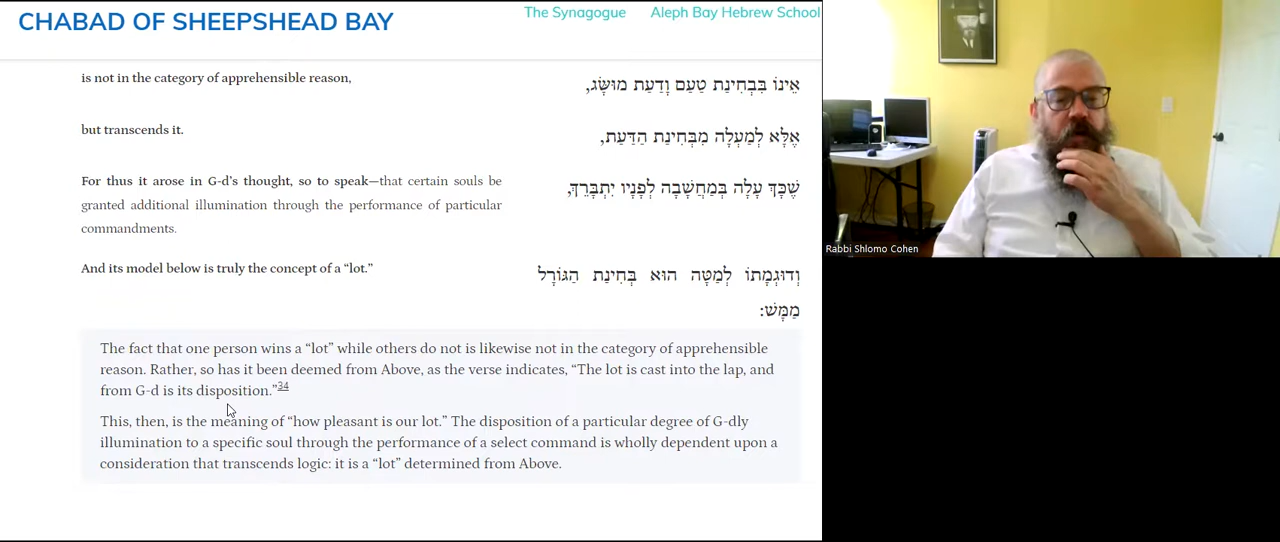 CHABAD OF SHEEPSHEAD BAY
The Synagogue Aleph Bay Hebrew School
is not in the category of apprehensible reason,
אֵינוֹ בִּבְחִינַת טַעַם וָדַעַת מוּשָּׂג,
but transcends it.
אֶלָּא לְמַעְלָה מִבְּחִינַת הַדַּעַת,
For thus it arose in G-d's thought, so to speak—that certain souls be
granted additional illumination through the performance of particular
commandments.
שֶׁכָּךְ עָלָה בְּמַחֲשָׁבָה לְפָנָיו יִתְבָּרֵךְ,
And its model below is truly the concept of a “lot.”
וְדוּגְמָתוֹ לְמַטָּה הוּא בְּחִינַת הַגּוֹרָל
מַמָּשׁ:
The fact that one person wins a “lot” while others do not is likewise not in the category of apprehensible
reason. Rather, so has it been deemed from Above, as the verse indicates, “The lot is cast into the lap, and
from G-d is its disposition.”34
This, then, is the meaning of “how pleasant is our lot.” The disposition of a particular degree of G-dly
illumination to a specific soul through the performance of a select command is wholly dependent upon a
consideration that transcends logic: it is a “lot” determined from Above.
Rabbi Shlomo Cohen